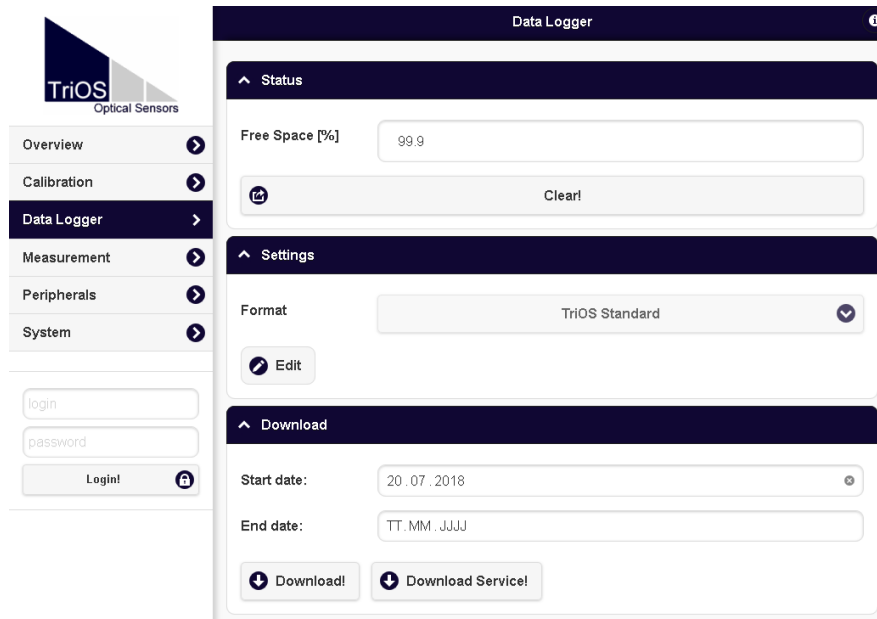 TriOS
Optical Sensors
Overview
Calibration
Data Logger
Measurement
Peripherals
System
login
password
Login!
Data Logger
Status
Free Space [%]
99.9
Clear!
Settings
Format
TriOS Standard
Edit
Download
Start date:
20.07.2018
End date:
TT.MM.JJJJ
Download!
Download Service!